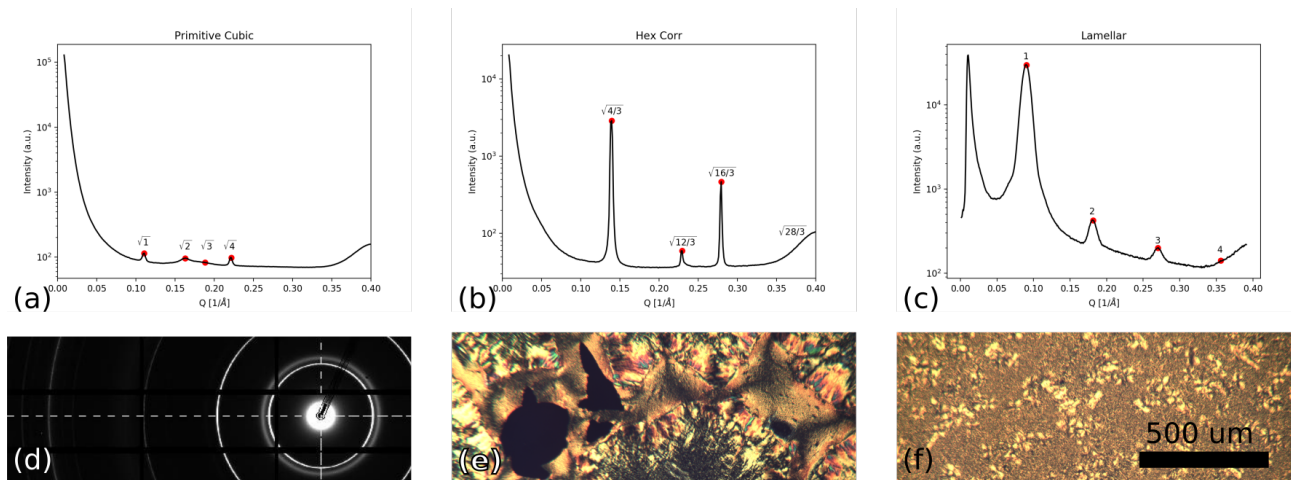 Primitive Cubic
10⁵
10⁴
10³
10²
Intensity (a.u.)
√1
√2
√3
√4
0.00 0.05 0.10 0.15 0.20 0.25 0.30 0.35 0.40
Q [1/Å]
(a)
Hex Corr
10⁴
10³
10²
Intensity (a.u.)
√4/3
√12/3
√16/3
√28/3
0.00 0.05 0.10 0.15 0.20 0.25 0.30 0.35 0.40
Q [1/Å]
(b)
Lamellar
10⁴
10³
10²
Intensity (a.u.)
1
2
3
4
0.00 0.05 0.10 0.15 0.20 0.25 0.30 0.35 0.40
Q [1/Å]
(c)
(d)
(e)
500 um
(f)